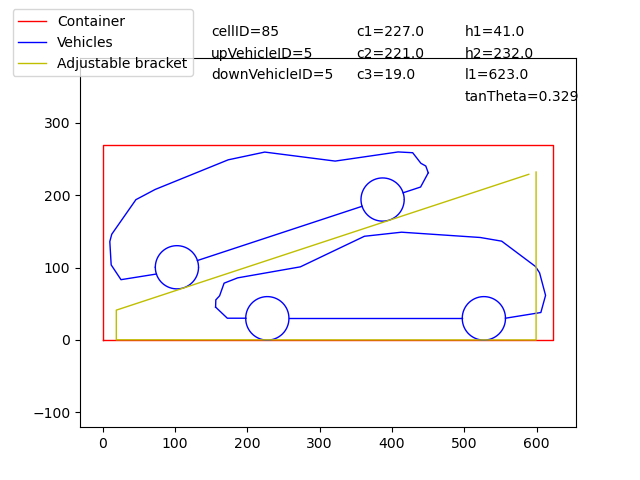 Container
Vehicles
Adjustable bracket
cellID=85
upVehicleID=5
downVehicleID=5
c1=227.0
c2=221.0
c3=19.0
h1=41.0
h2=232.0
l1=623.0
tanTheta=0.329
300
200
100
0
−100
0 100 200 300 400 500 600